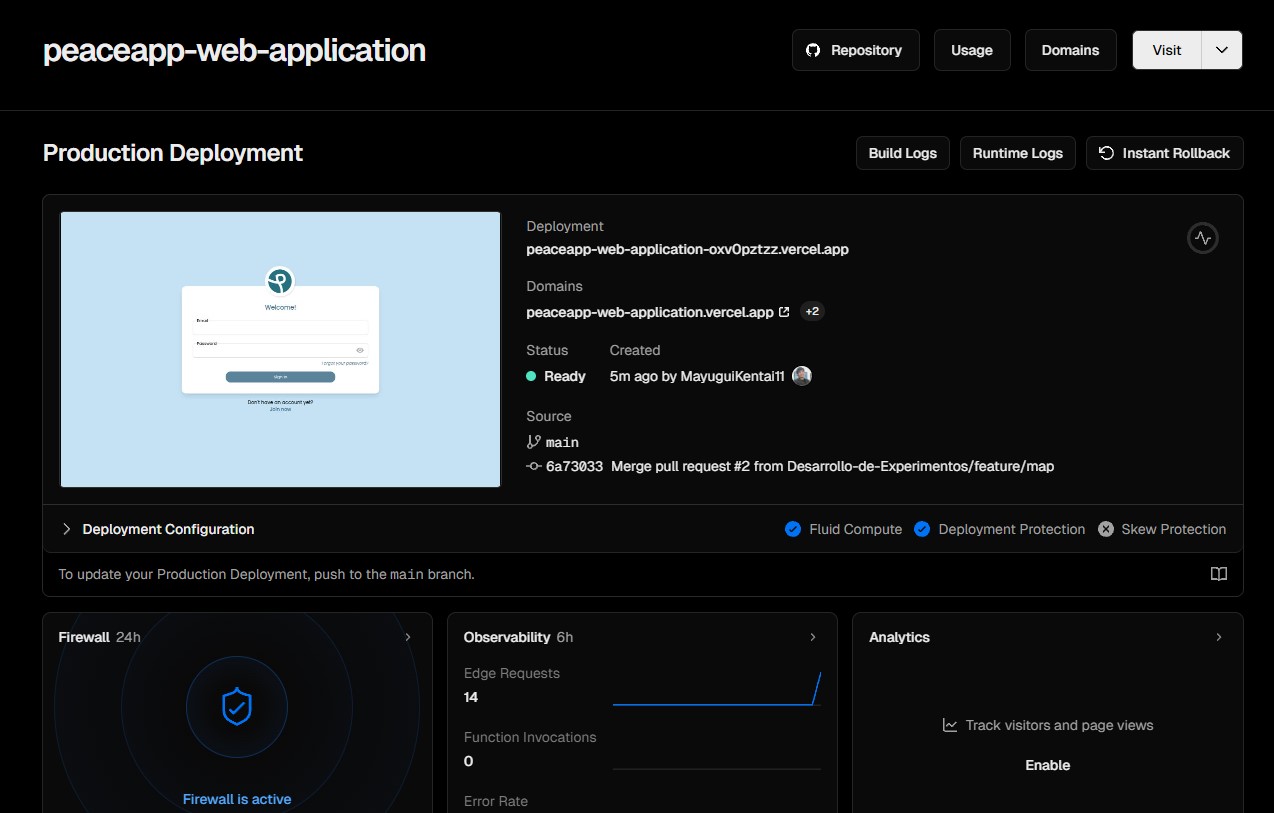 peaceapp-web-application
Repository
Usage
Domains
Visit
Production Deployment
Build Logs
Runtime Logs
Instant Rollback
Welcome!
Email
Password
Forgot your password?
Sign in
Don't have an account yet?
Join now
Deployment
peaceapp-web-application-oxv0pztzz.vercel.app
Domains
peaceapp-web-application.vercel.app +2
Status Created
Ready 5m ago by MayuguiKentai11
Source
main
6a73033 Merge pull request #2 from Desarrollo-de-Experimentos/feature/map
Deployment Configuration
Fluid Compute
Deployment Protection
Skew Protection
To update your Production Deployment, push to the main branch.
Firewall 24h
Firewall is active
Observability 6h
Edge Requests
14
Function Invocations
0
Error Rate
Analytics
Track visitors and page views
Enable